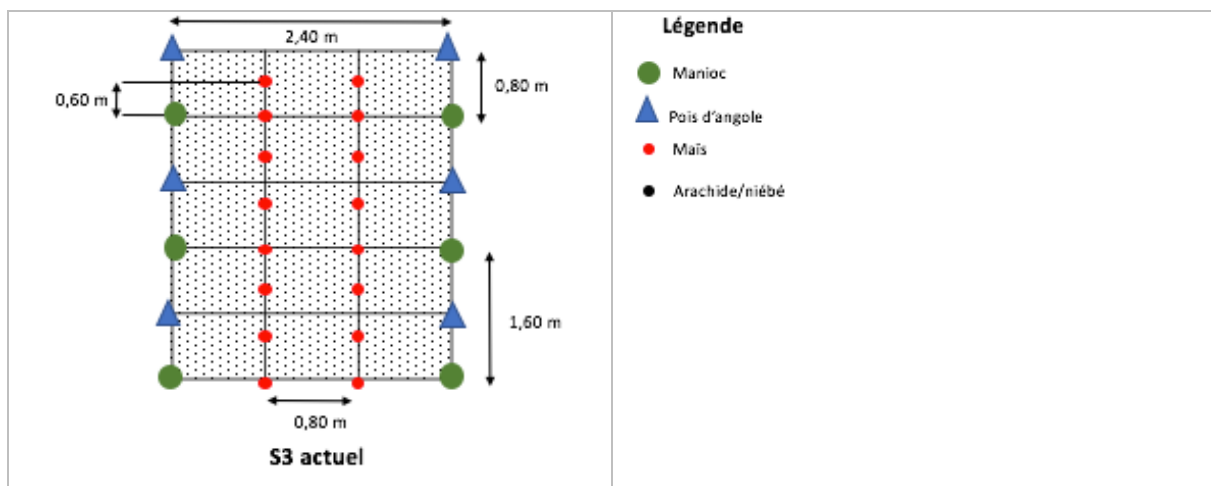 2,40 m
0,60 m
0,80 m
1,60 m
0,80 m
S3 actuel
Légende
Manioc
Pois d'angole
Maïs
Arachide/niébé